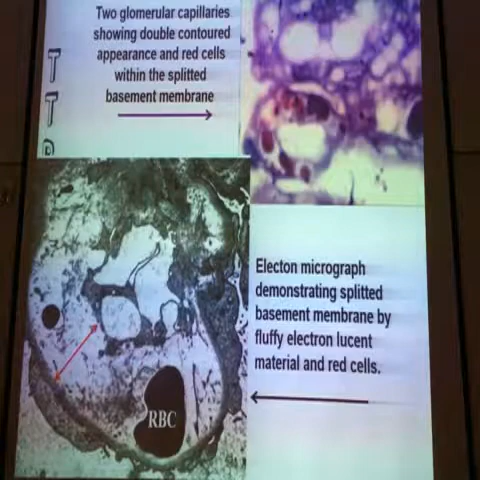 Two glomerular capillaries
showing double contoured
appearance and red cells
within the splitted
basement membrane
T
T
Electon micrograph
demonstrating splitted
basement membrane by
fluffy electron lucent
material and red cells.
RBC